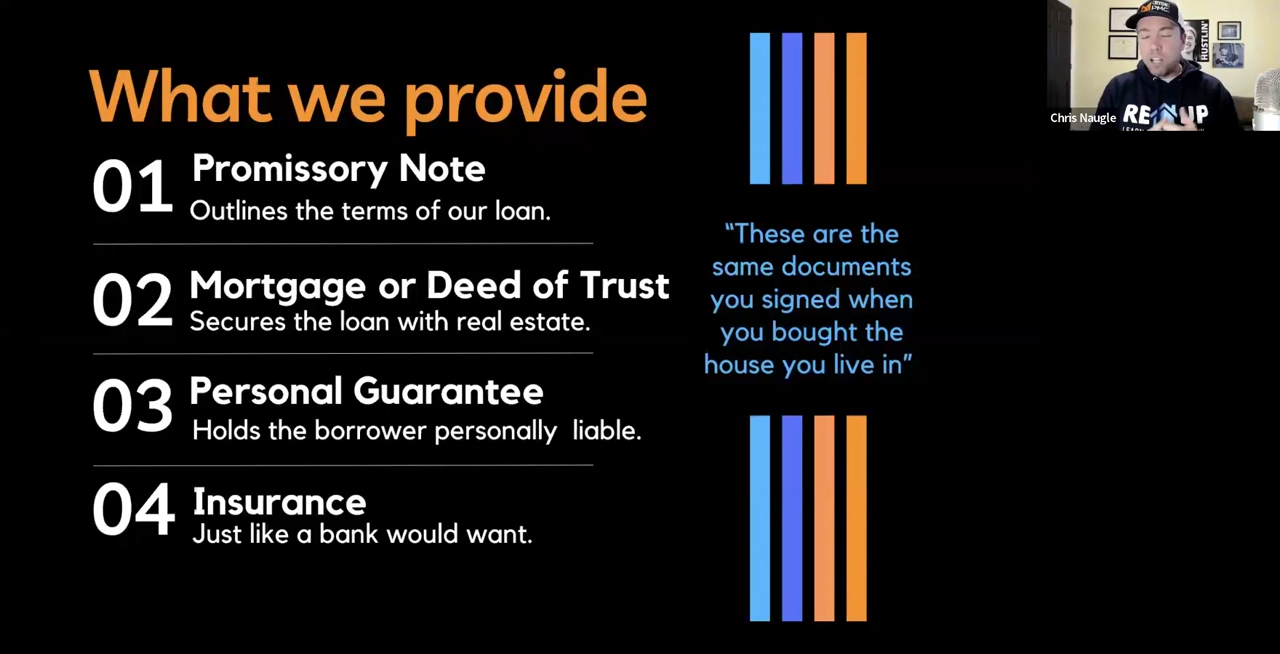 What we provide
01 Promissory Note
Outlines the terms of our loan.
02 Mortgage or Deed of Trust
Secures the loan with real estate.
03 Personal Guarantee
Holds the borrower personally  liable.
04 Insurance
Just like a bank would want.
“These are the
same documents
you signed when
you bought the
house you live in”
HUSTLIN'
Chris Naugle